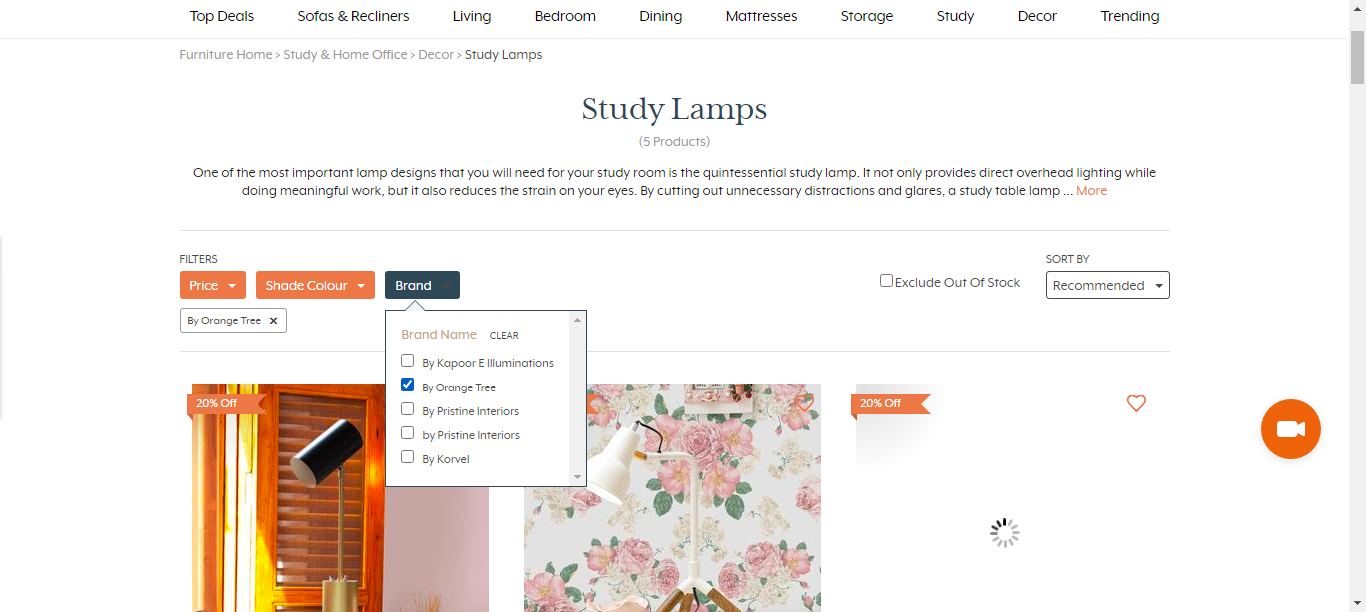 Top Deals Sofas & Recliners Living Bedroom Dining Mattresses Storage Study Decor Trending
Furniture Home > Study & Home Office > Decor > Study Lamps
Study Lamps
(5 Products)
One of the most important lamp designs that you will need for your study room is the quintessential study lamp. It not only provides direct overhead lighting while
doing meaningful work, but it also reduces the strain on your eyes. By cutting out unnecessary distractions and glares, a study table lamp ... More
FILTERS
SORT BY
Price Shade Colour Brand
Exclude Out Of Stock
Recommended
By Orange Tree ✕
Brand Name CLEAR
By Kapoor E Illuminations
By Orange Tree
By Pristine Interiors
by Pristine Interiors
By Korvel
20% Off
20% Off